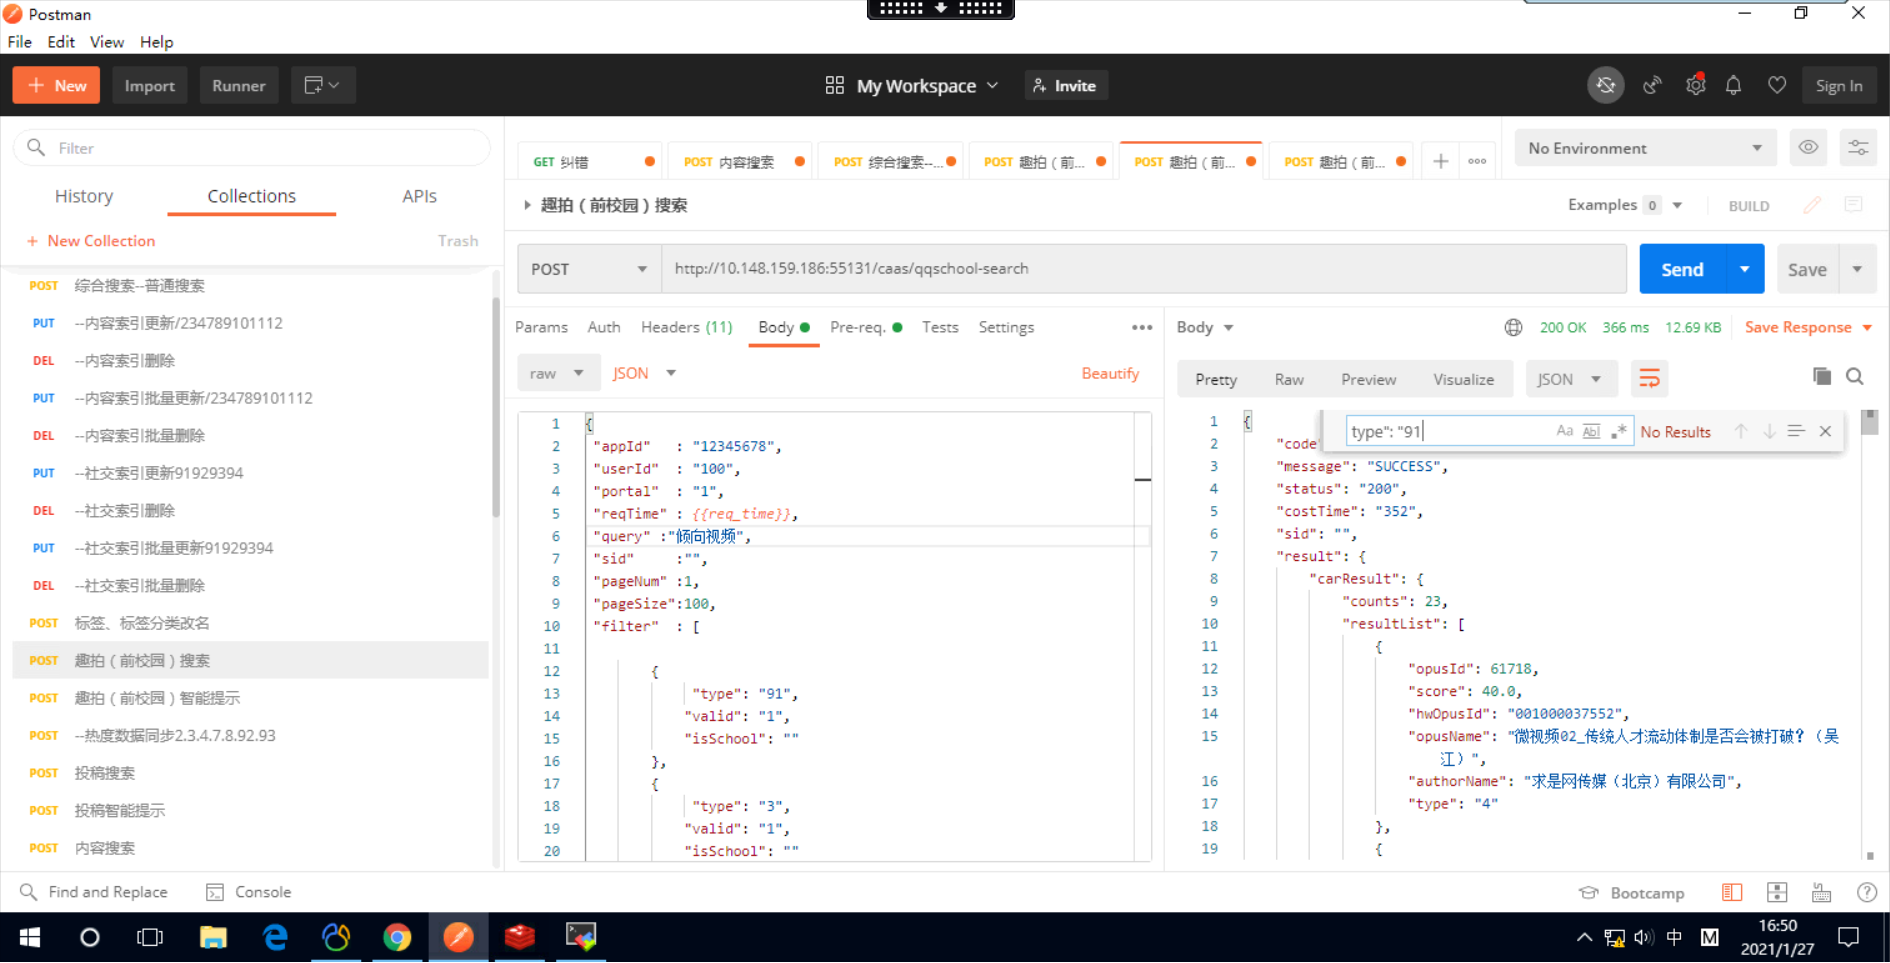 Postman
File Edit View Help
New Import Runner My Workspace Invite Sign In
Filter
History Collections APIs
+ New Collection Trash
POST 综合搜索--普通搜索
PUT --内容索引更新/234789101112
DEL --内容索引删除
PUT --内容索引批量更新/234789101112
DEL --内容索引批量删除
PUT --社交索引更新91929394
DEL --社交索引删除
PUT --社交索引批量更新91929394
DEL --社交索引批量删除
POST 标签、标签分类改名
POST 趣拍（前校园）搜索
POST 趣拍（前校园）智能提示
POST --热度数据同步2.3.4.7.8.92.93
POST 投稿搜索
POST 投稿智能提示
POST 内容搜索
GET 纠错 POST 内容搜索 POST 综合搜索--... POST 趣拍（前... POST 趣拍（前... POST 趣拍（前... No Environment
趣拍（前校园）搜索 Examples 0 BUILD
POST http://10.148.159.186:55131/caas/qqschool-search Send Save
Params Auth Headers (11) Body Pre-req. Tests Settings
raw JSON Beautify
1 {
2 "appId" : "12345678",
3 "userId" : "100",
4 "portal" : "1",
5 "reqTime" : {{req_time}},
6 "query" :"倾向视频",
7 "sid" :"",
8 "pageNum" :1,
9 "pageSize":100,
10 "filter" : [
11
12 {
13 "type": "91",
14 "valid": "1",
15 "isSchool": ""
16 },
17 {
18 "type": "3",
19 "valid": "1",
20 "isSchool": ""
Body 200 OK 366 ms 12.69 KB Save Response
Pretty Raw Preview Visualize JSON
type": "91 Aa Abl .* No Results
1 {
2 "code"
3 "message": "SUCCESS",
4 "status": "200",
5 "costTime": "352",
6 "sid": "",
7 "result": {
8 "carResult": {
9 "counts": 23,
10 "resultList": [
11 {
12 "opusId": 61718,
13 "score": 40.0,
14 "hwOpusId": "001000037552",
15 "opusName": "微视频02_传统人才流动体制是否会被打破？（吴
江）",
16 "authorName": "求是网传媒（北京）有限公司",
17 "type": "4"
18 },
19 {
Find and Replace Console Bootcamp
中 M 16:50
2021/1/27